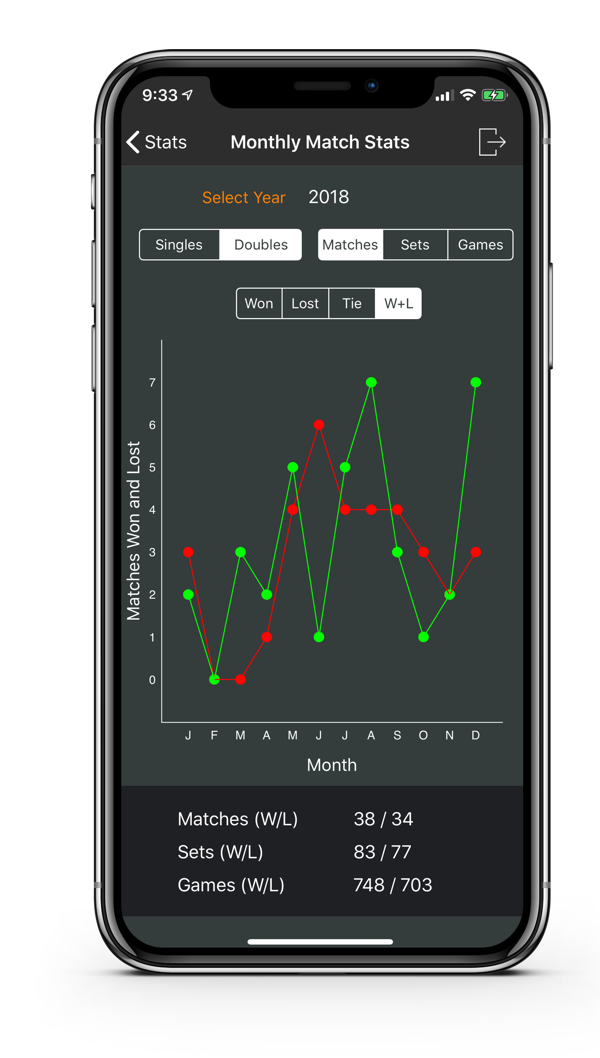 9:33
Stats Monthly Match Stats
Select Year 2018
Singles Doubles Matches Sets Games
Won Lost Tie W+L
Matches Won and Lost
7
6
5
4
3
2
1
0
J F M A M J J A S O N D
Month
Matches (W/L) 38 / 34
Sets (W/L) 83 / 77
Games (W/L) 748 / 703